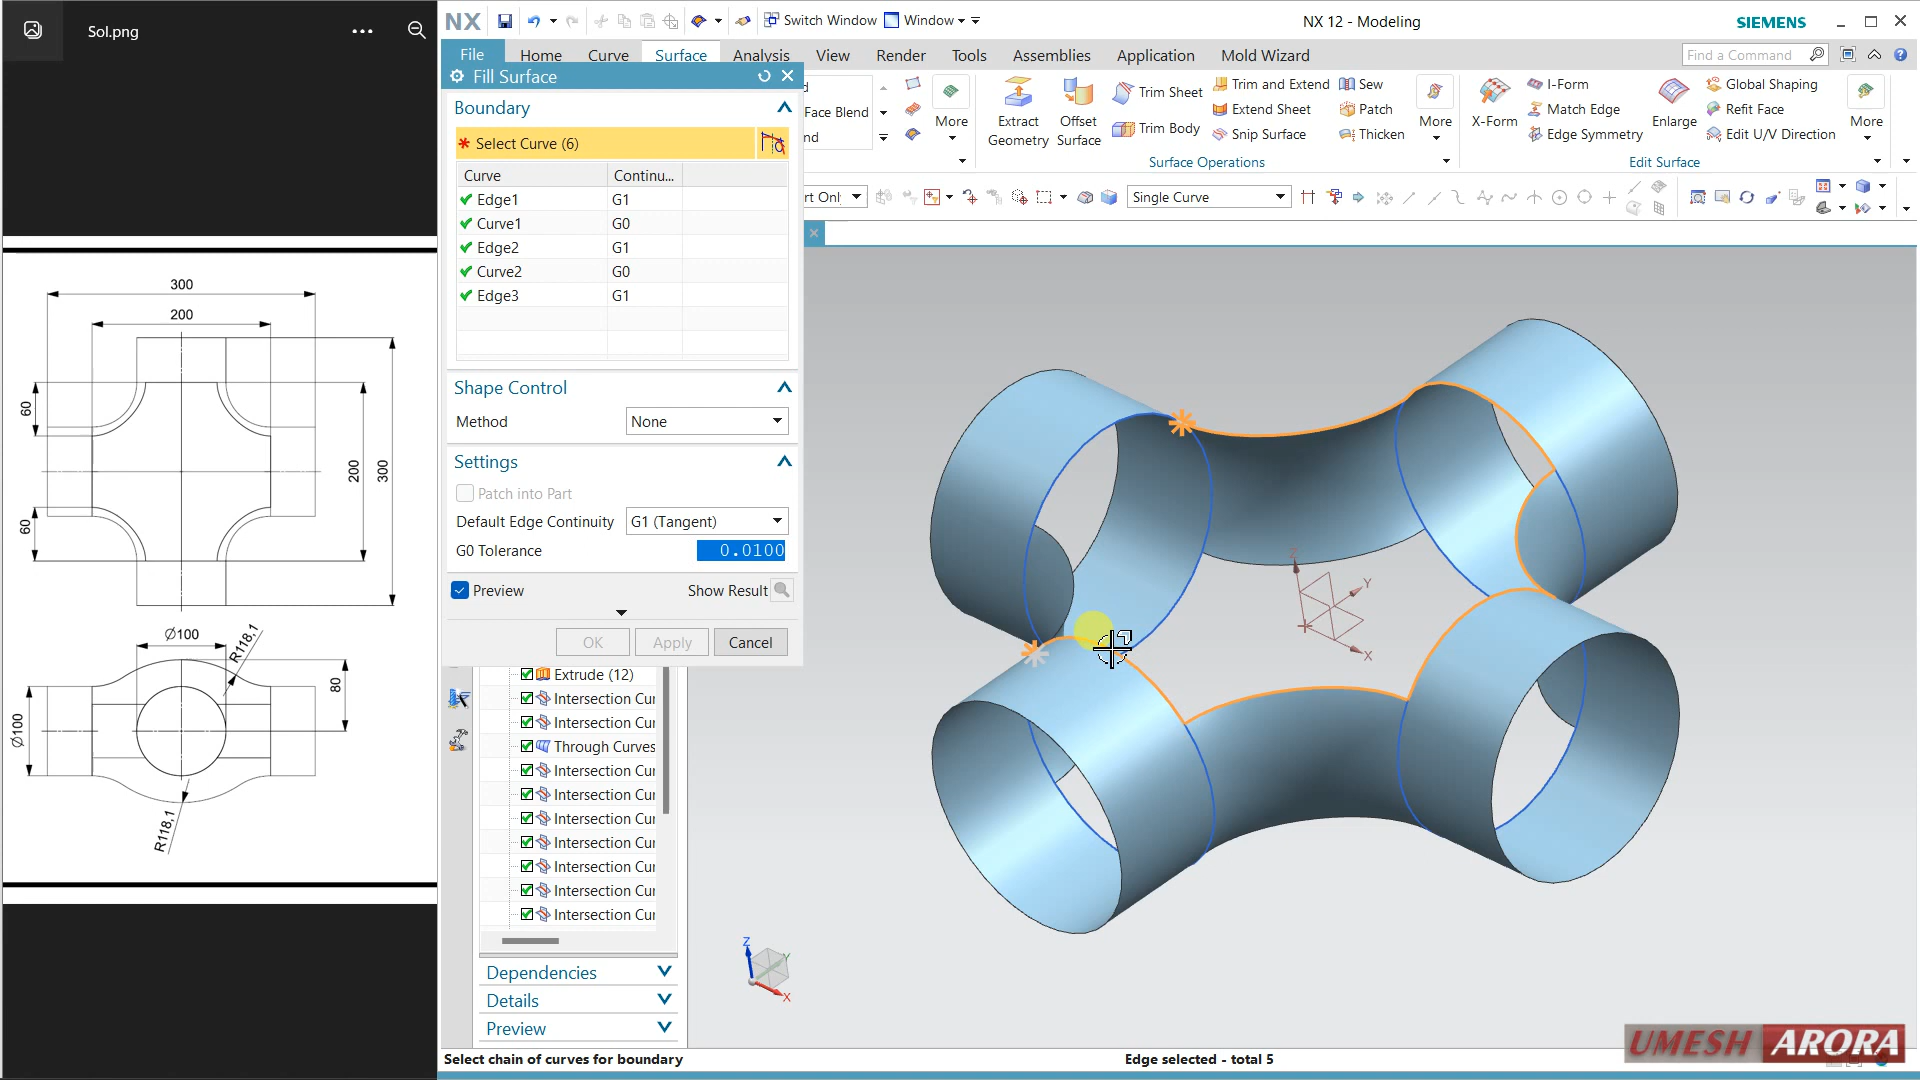 Sol.png
300
200
60
200
300
60
Ø100
R118,1
80
Ø100
R118,1
NX
Switch Window
Window
NX 12 - Modeling
SIEMENS
File
Home
Curve
Surface
Analysis
View
Render
Tools
Assemblies
Application
Mold Wizard
Find a Command
Fill Surface
Face Blend
More
Extract Geometry
Offset Surface
Trim Sheet
Trim Body
Trim and Extend
Extend Sheet
Snip Surface
Sew
Patch
Thicken
More
Surface Operations
X-Form
I-Form
Match Edge
Edge Symmetry
Enlarge
Global Shaping
Refit Face
Edit U/V Direction
More
Edit Surface
Single Curve
Boundary
* Select Curve (6)
Curve Continu...
Edge1 G1
Curve1 G0
Edge2 G1
Curve2 G0
Edge3 G1
Shape Control
Method None
Settings
Patch into Part
Default Edge Continuity G1 (Tangent)
G0 Tolerance 0.0100
Preview Show Result
OK Apply Cancel
Extrude (12)
Intersection Cur
Intersection Cur
Through Curves
Intersection Cur
Intersection Cur
Intersection Cur
Intersection Cur
Intersection Cur
Intersection Cur
Intersection Cur
Dependencies
Details
Preview
Z
Y
X
Z
X
Select chain of curves for boundary
Edge selected - total 5
UMESH ARORA